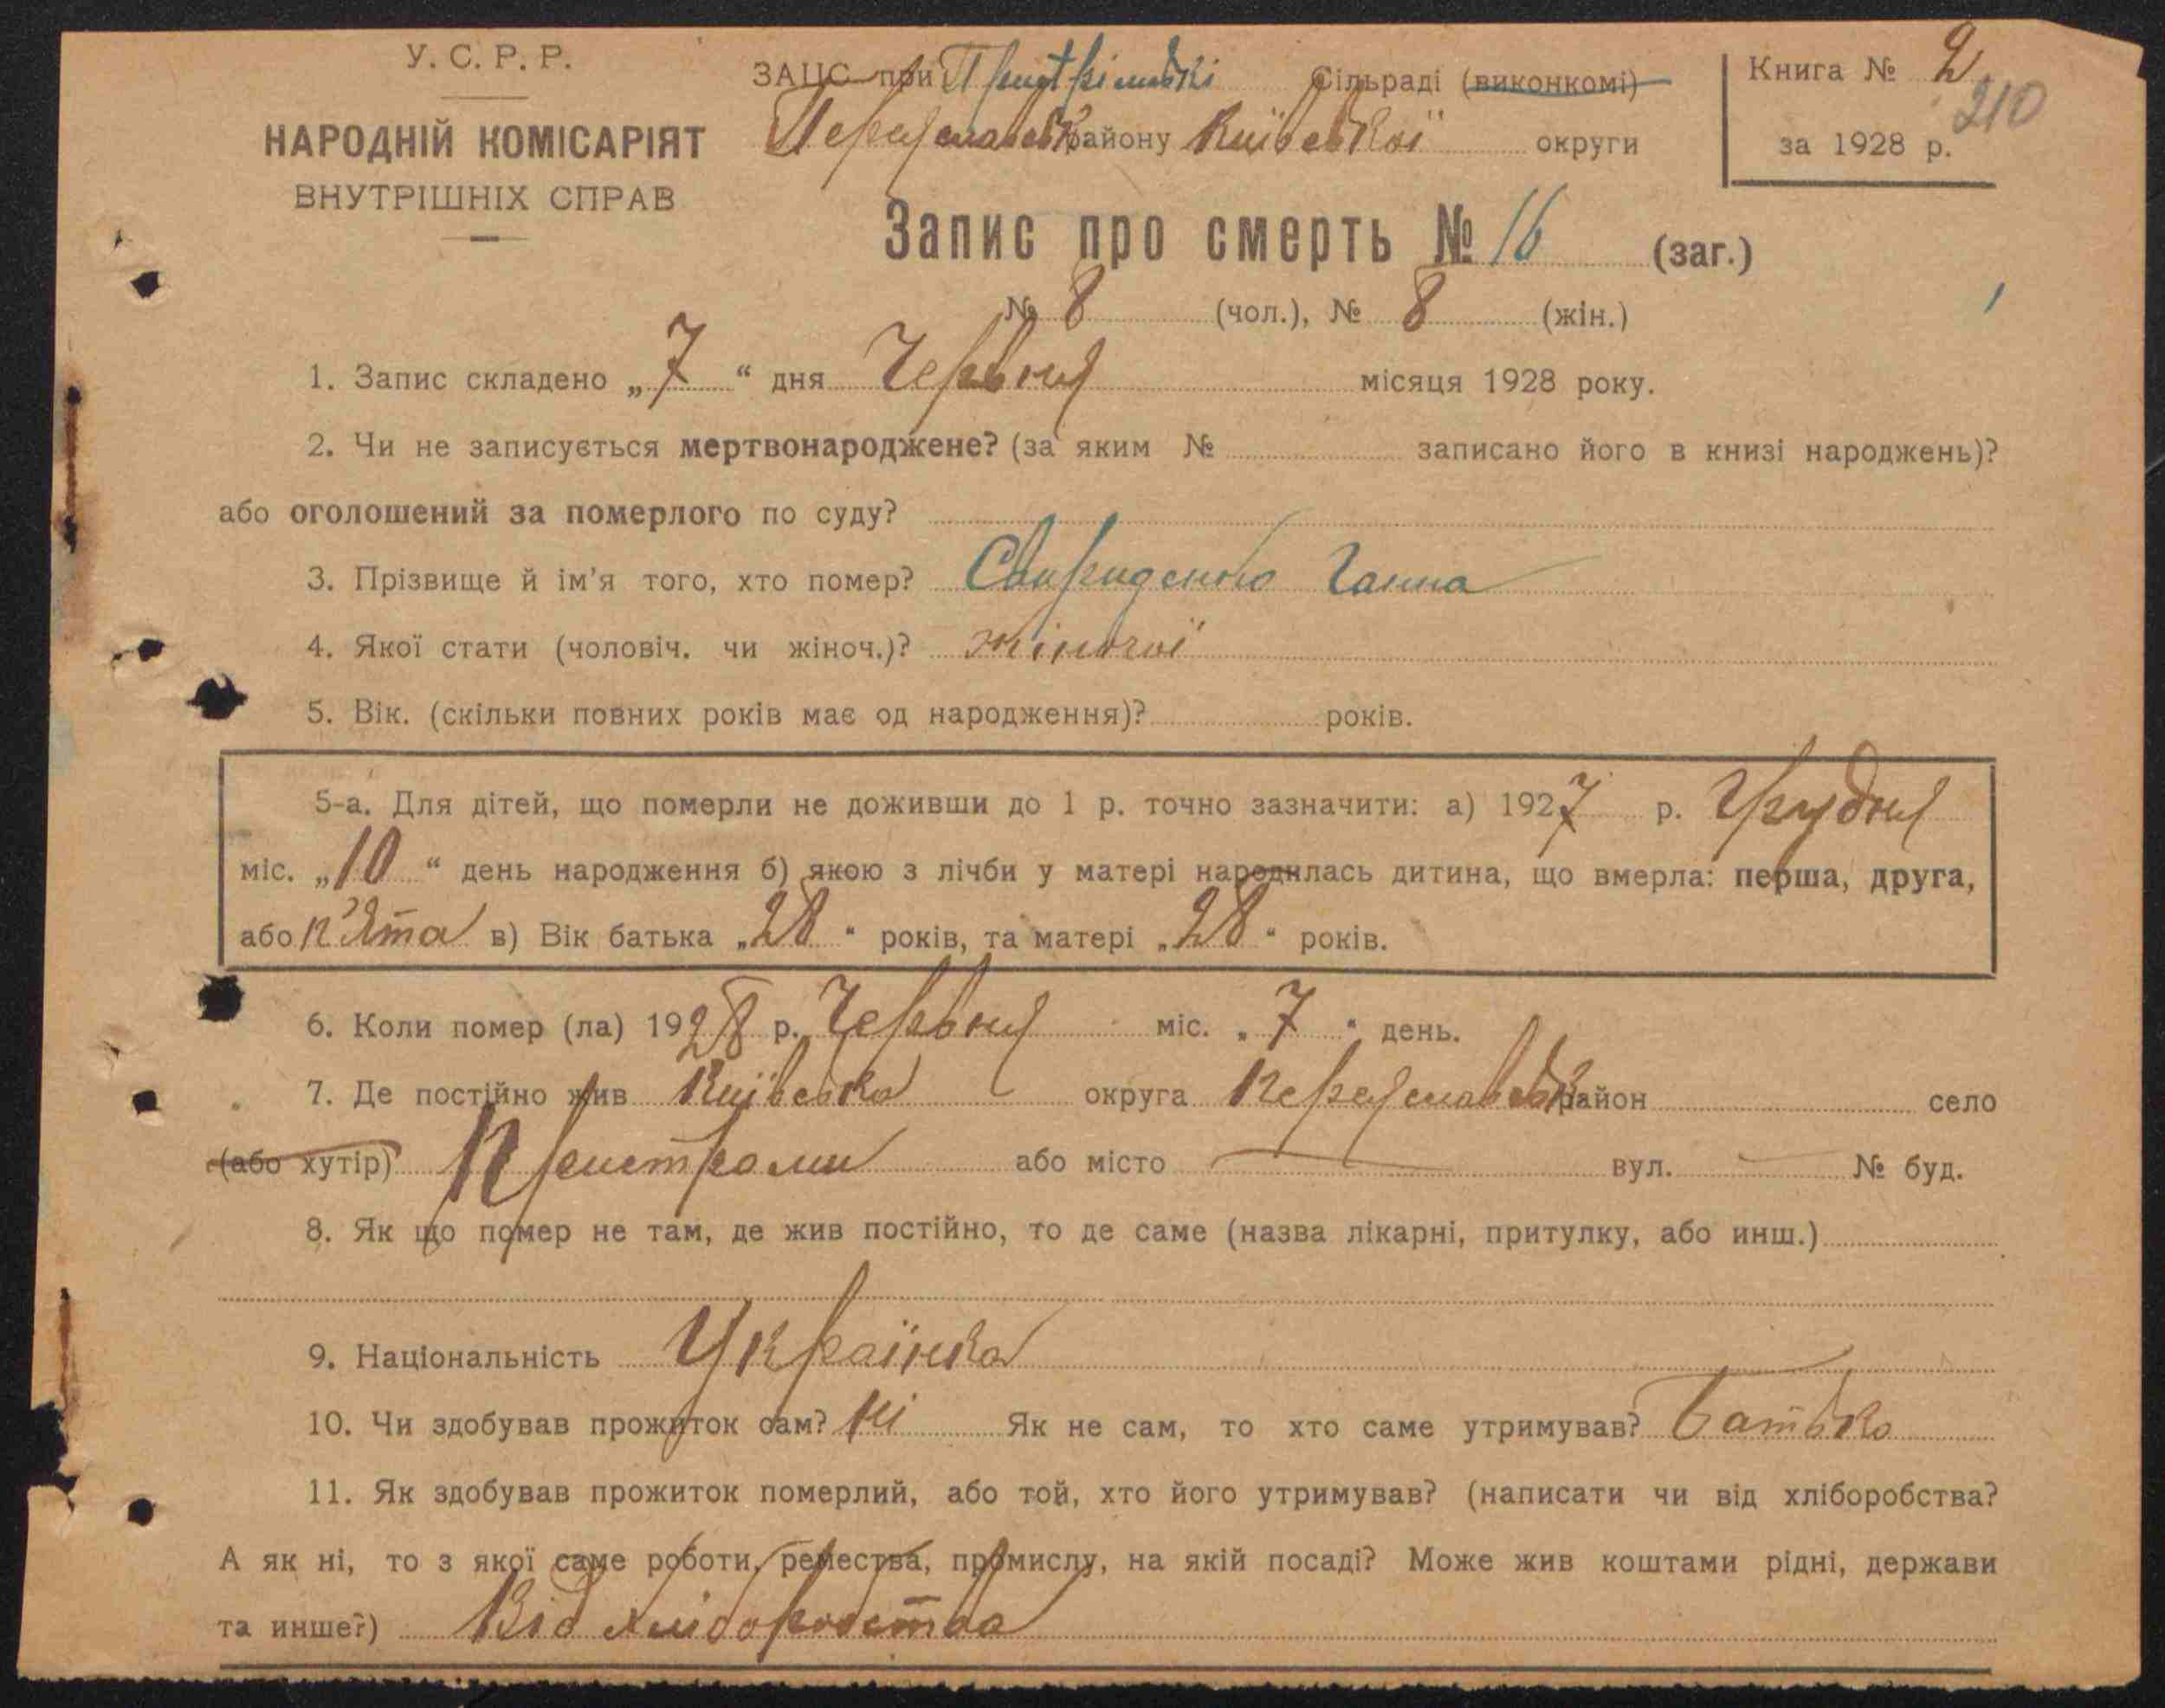 У. С. Р. Р.
НАРОДНІЙ КОМІСАРІЯТ
ВНУТРІШНІХ СПРАВ
ЗАЦС при Сільраді (виконкомі)
Переяславськ району Київської округи
Книга № 2
210
за 1928 р.
Запис про смерть № 16 (заг.)
№ 8 (чол.), № 8 (жін.)
1. Запис складено „7“ дня Червня місяця 1928 року.
2. Чи не записується мертвонароджене? (за яким № записано його в книзі народжень)?
або оголошений за померлого по суду?
3. Прізвище й ім'я того, хто помер? Свириденко Ганна
4. Якої стати (чоловіч. чи жіноч.)? жіночої
5. Вік. (скільки повних років має од народження)? років.
5-а. Для дітей, що померли не доживши до 1 р. точно зазначити: а) 1927 р. Грудня
міс. „10“ день народження б) якою з лічби у матері народилась дитина, що вмерла: перша, друга,
або п'ята в) Вік батька „28“ років, та матері „28“ років.
6. Коли помер (ла) 1928 р. Червня міс. „7“ день.
7. Де постійно жив Київська округа Переяславськ район село
(або хутір) або місто — вул. — № буд.
8. Як що помер не там, де жив постійно, то де саме (назва лікарні, притулку, або инш.)
9. Національність Українка
10. Чи здобував прожиток сам? ні Як не сам, то хто саме утримував? Батько
11. Як здобував прожиток померлий, або той, хто його утримував? (написати чи від хліборобства?
А як ні, то з якої саме роботи, ремества, промислу, на якій посаді? Може жив коштами рідні, держави
та инше?) Від хліборобства